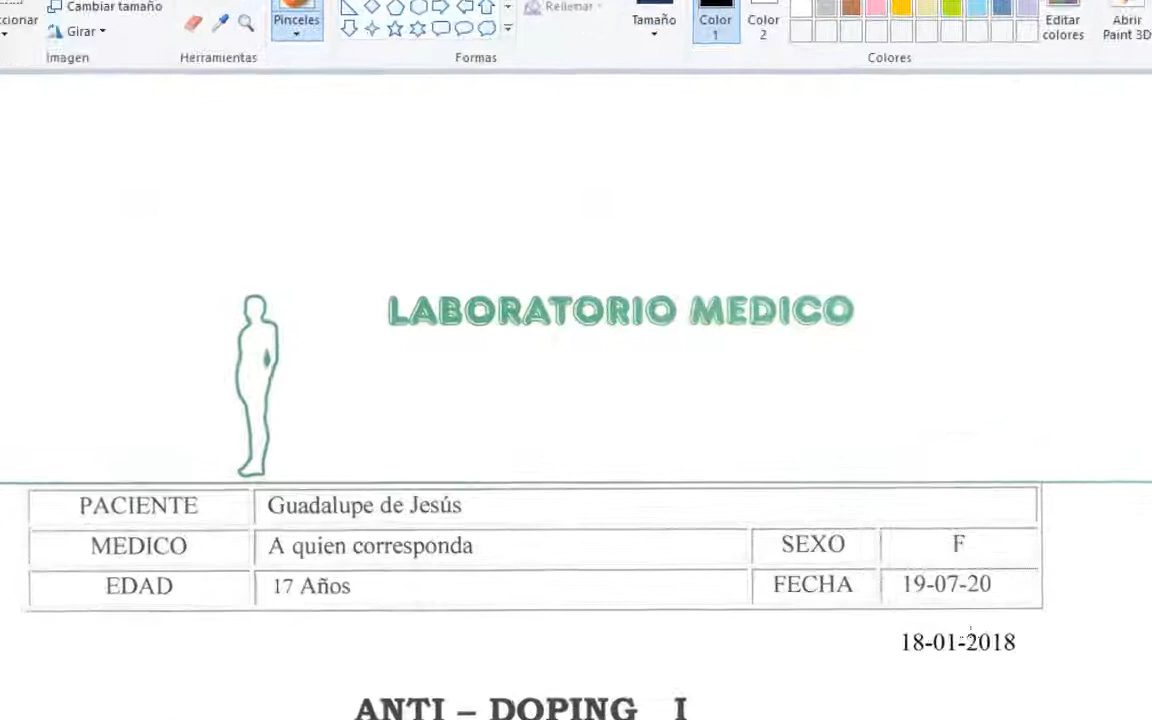 Cambiar tamaño
Rellenar
Pinceles
Tamaño
Color 1
Color 2
Editar colores
Abrir Paint 3D
Girar
Imagen
Herramientas
Formas
Colores
LABORATORIO MEDICO
PACIENTE Guadalupe de Jesús
MEDICO A quien corresponda SEXO F
EDAD 17 Años FECHA 19-07-20
18-01-2018
ANTI – DOPING I